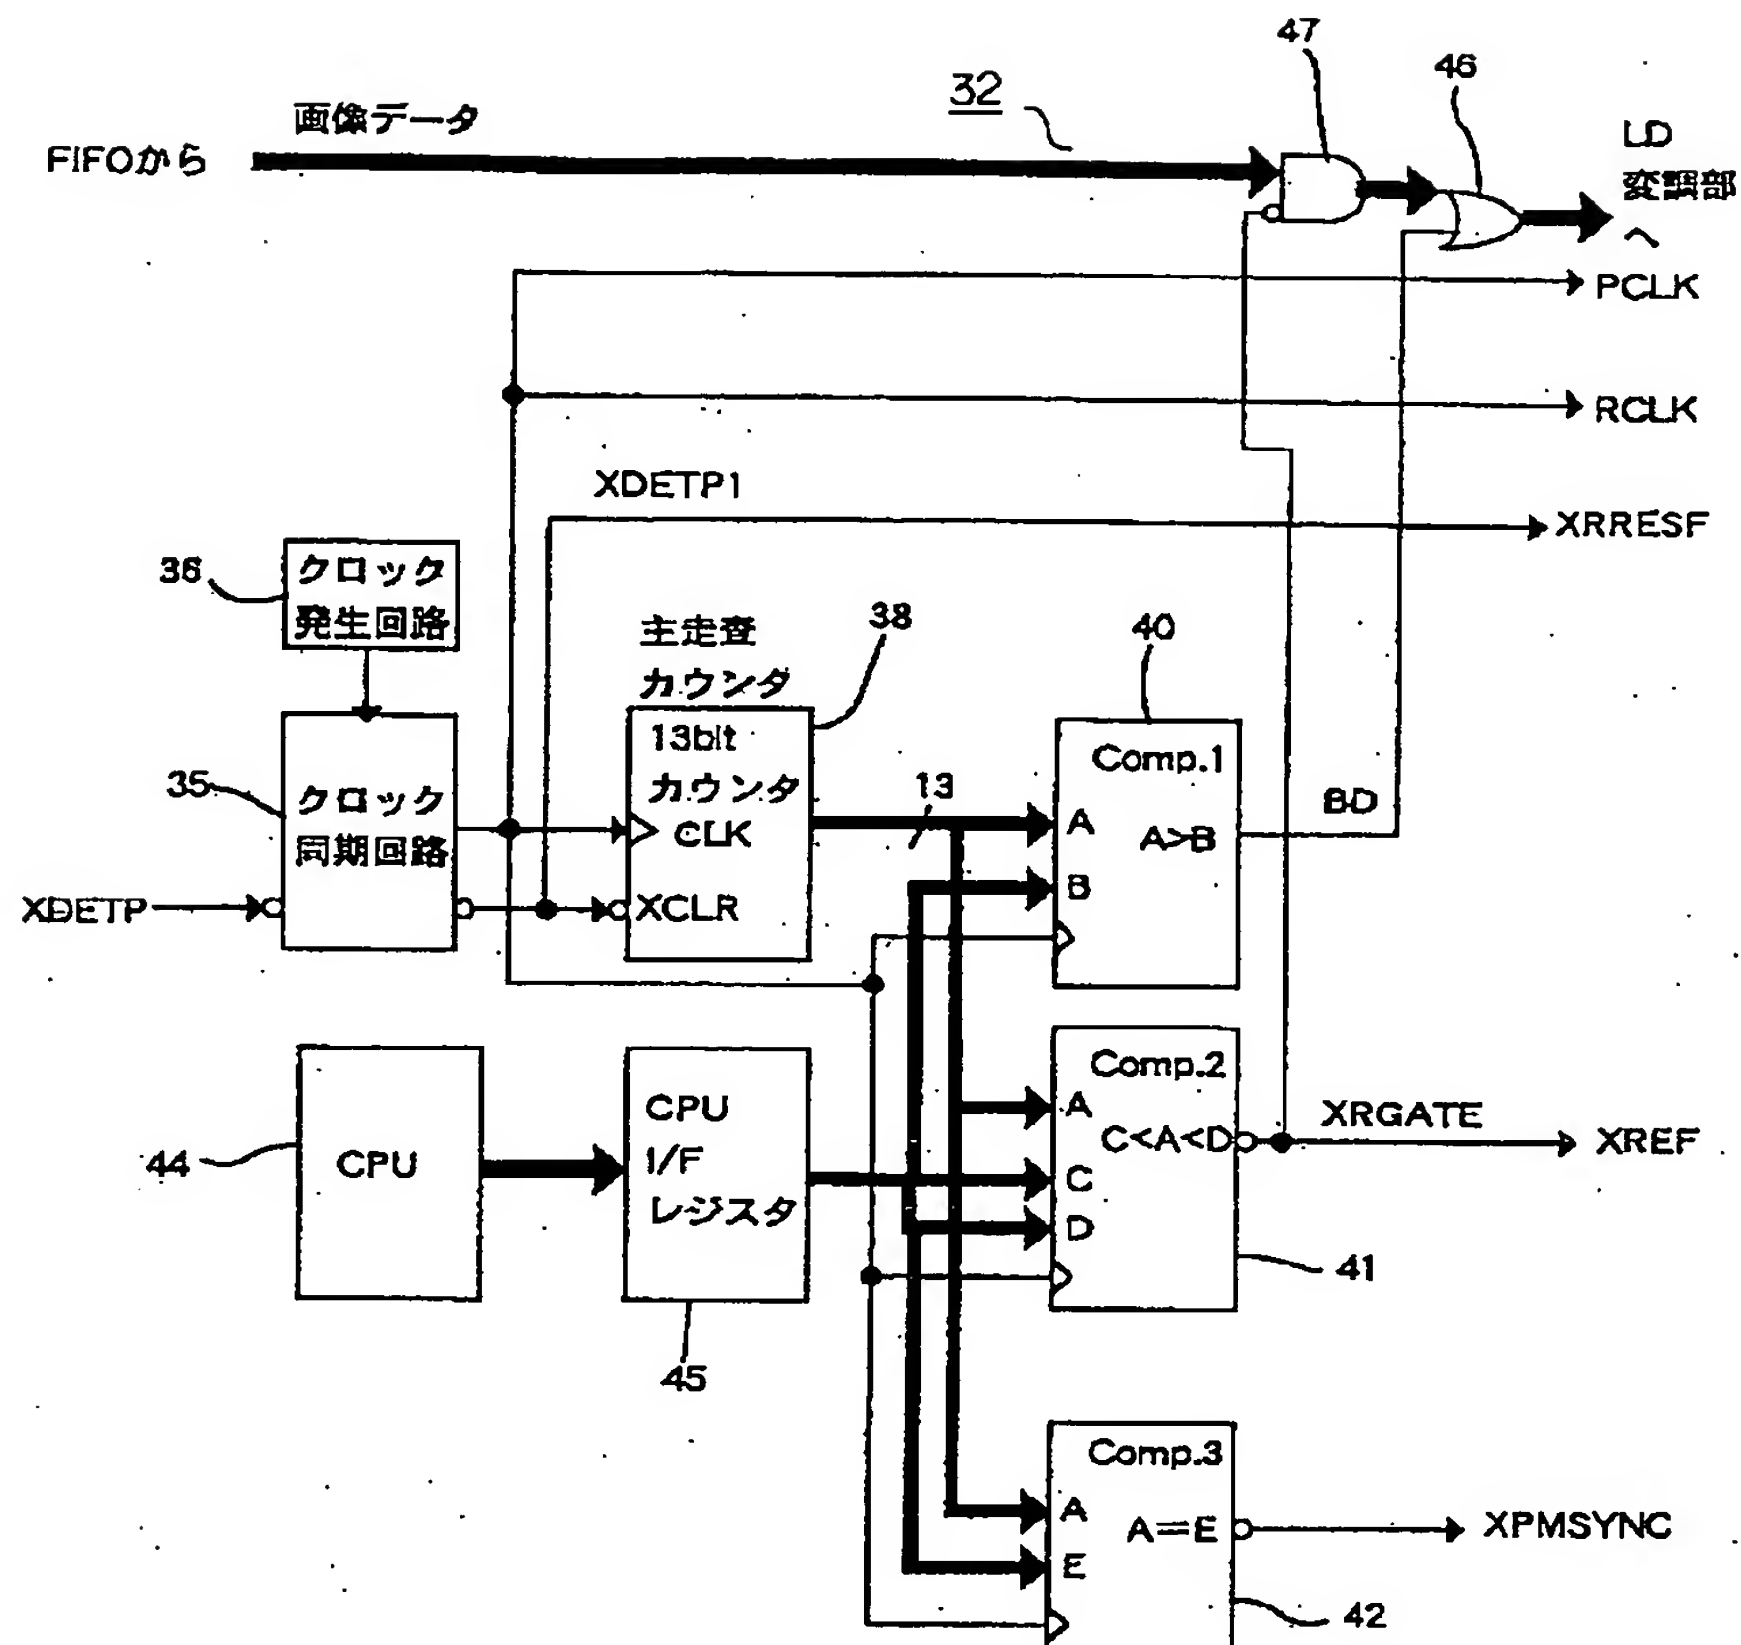 47
46
32
画像データ
FIFOから
LD
変調部
へ
PCLK
RCLK
XDETP1
XRRESF
36
クロック
発生回路
主走査
カウンタ
38
40
35
クロック
同期回路
13bit
カウンタ
CLK
XCLR
13
Comp.1
A
A>B
B
BD
XDETP
44
CPU
CPU
I/F
レジスタ
45
Comp.2
A
C<A<D
C
D
XRGATE
XREF
41
Comp.3
A
A=E
E
XPMSYNC
42